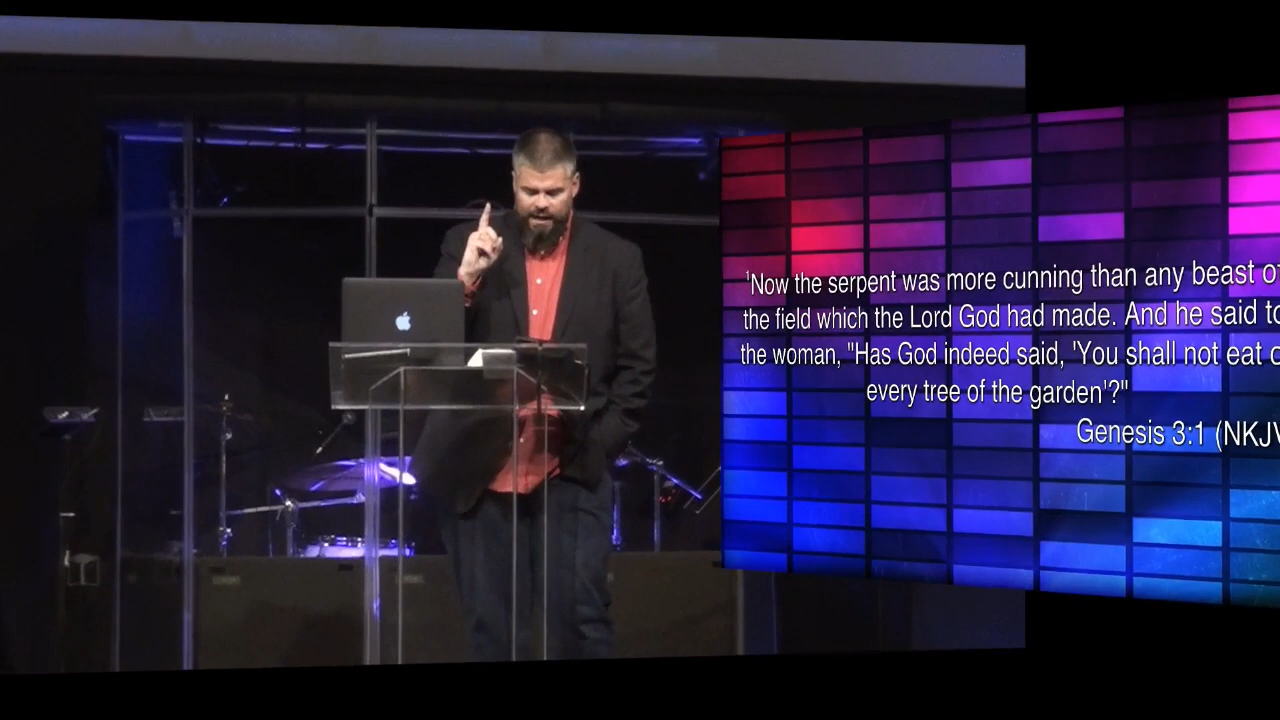 ¹Now the serpent was more cunning than any beast of
the field which the Lord God had made. And he said to
the woman, "Has God indeed said, 'You shall not eat
every tree of the garden'?"
Genesis 3:1 (NKJV